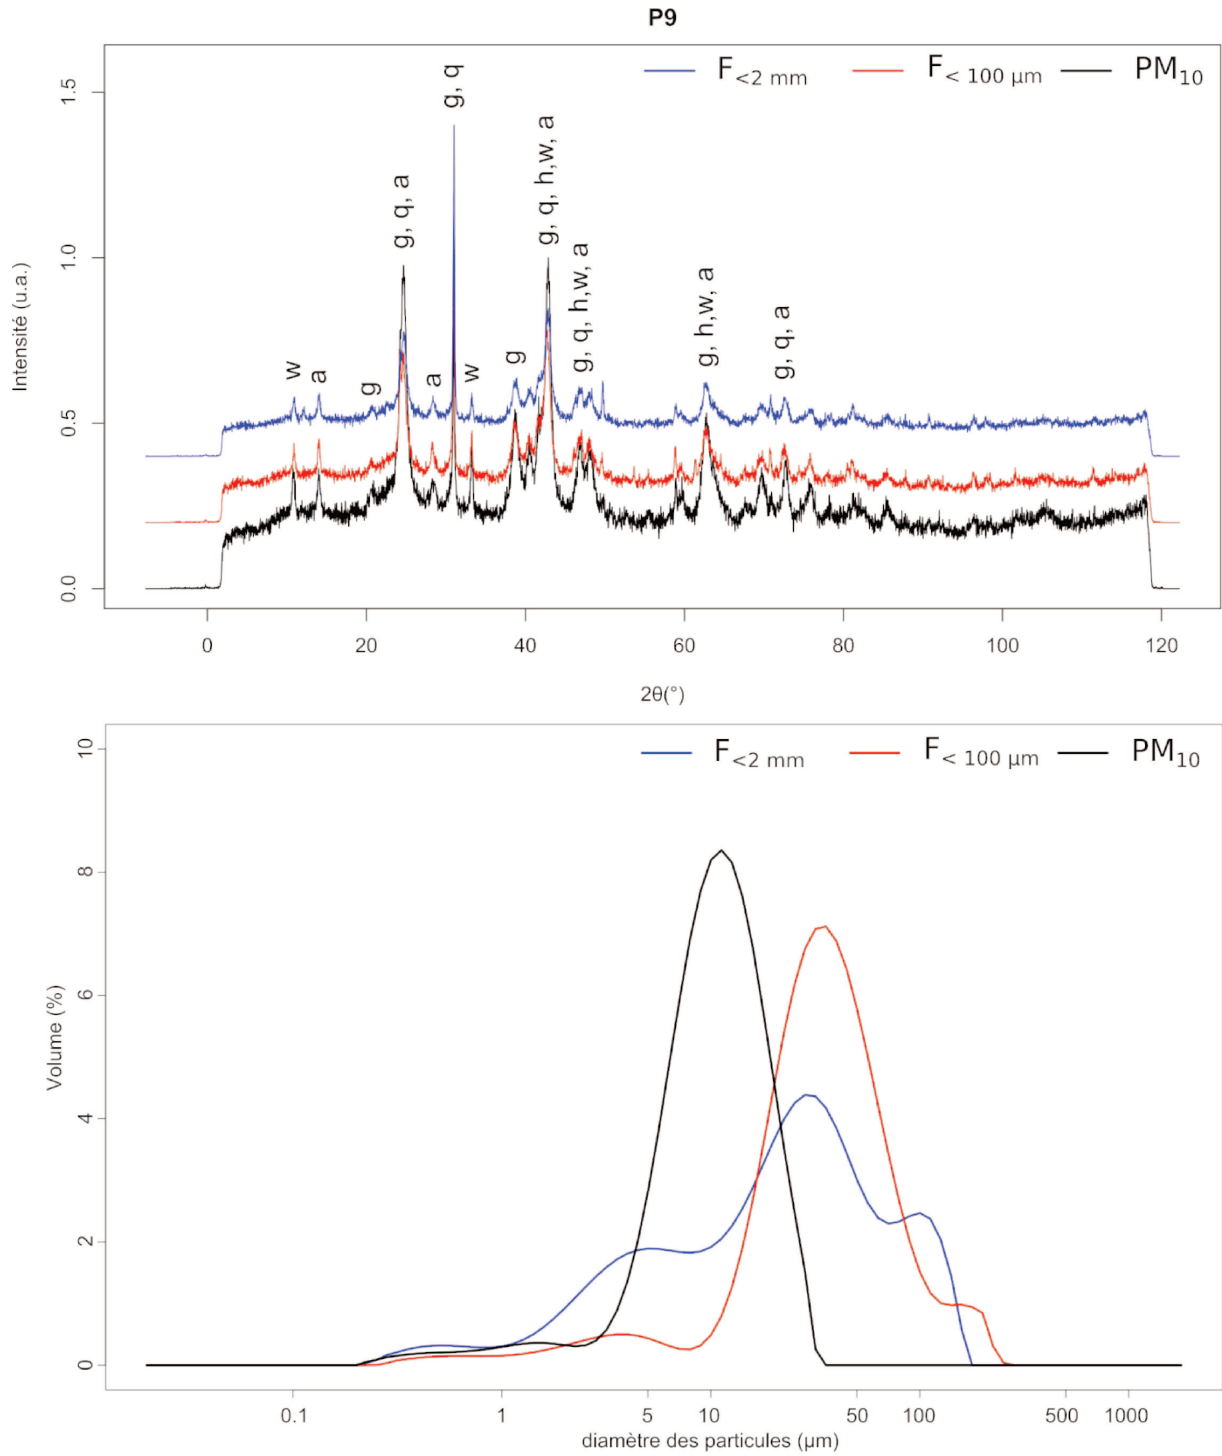 P9
F<2 mm F< 100 µm PM10
Intensité (u.a.)
1.5
1.0
0.5
0.0
w
a
g
g, q, a
a
g, q
w
g
g, q, h,w, a
g, q, h,w, a
g, h,w, a
g, q, a
0 20 40 60 80 100 120
2θ(°)
F<2 mm F< 100 µm PM10
Volume (%)
10
8
6
4
2
0
0.1 1 5 10 50 100 500 1000
diamètre des particules (µm)